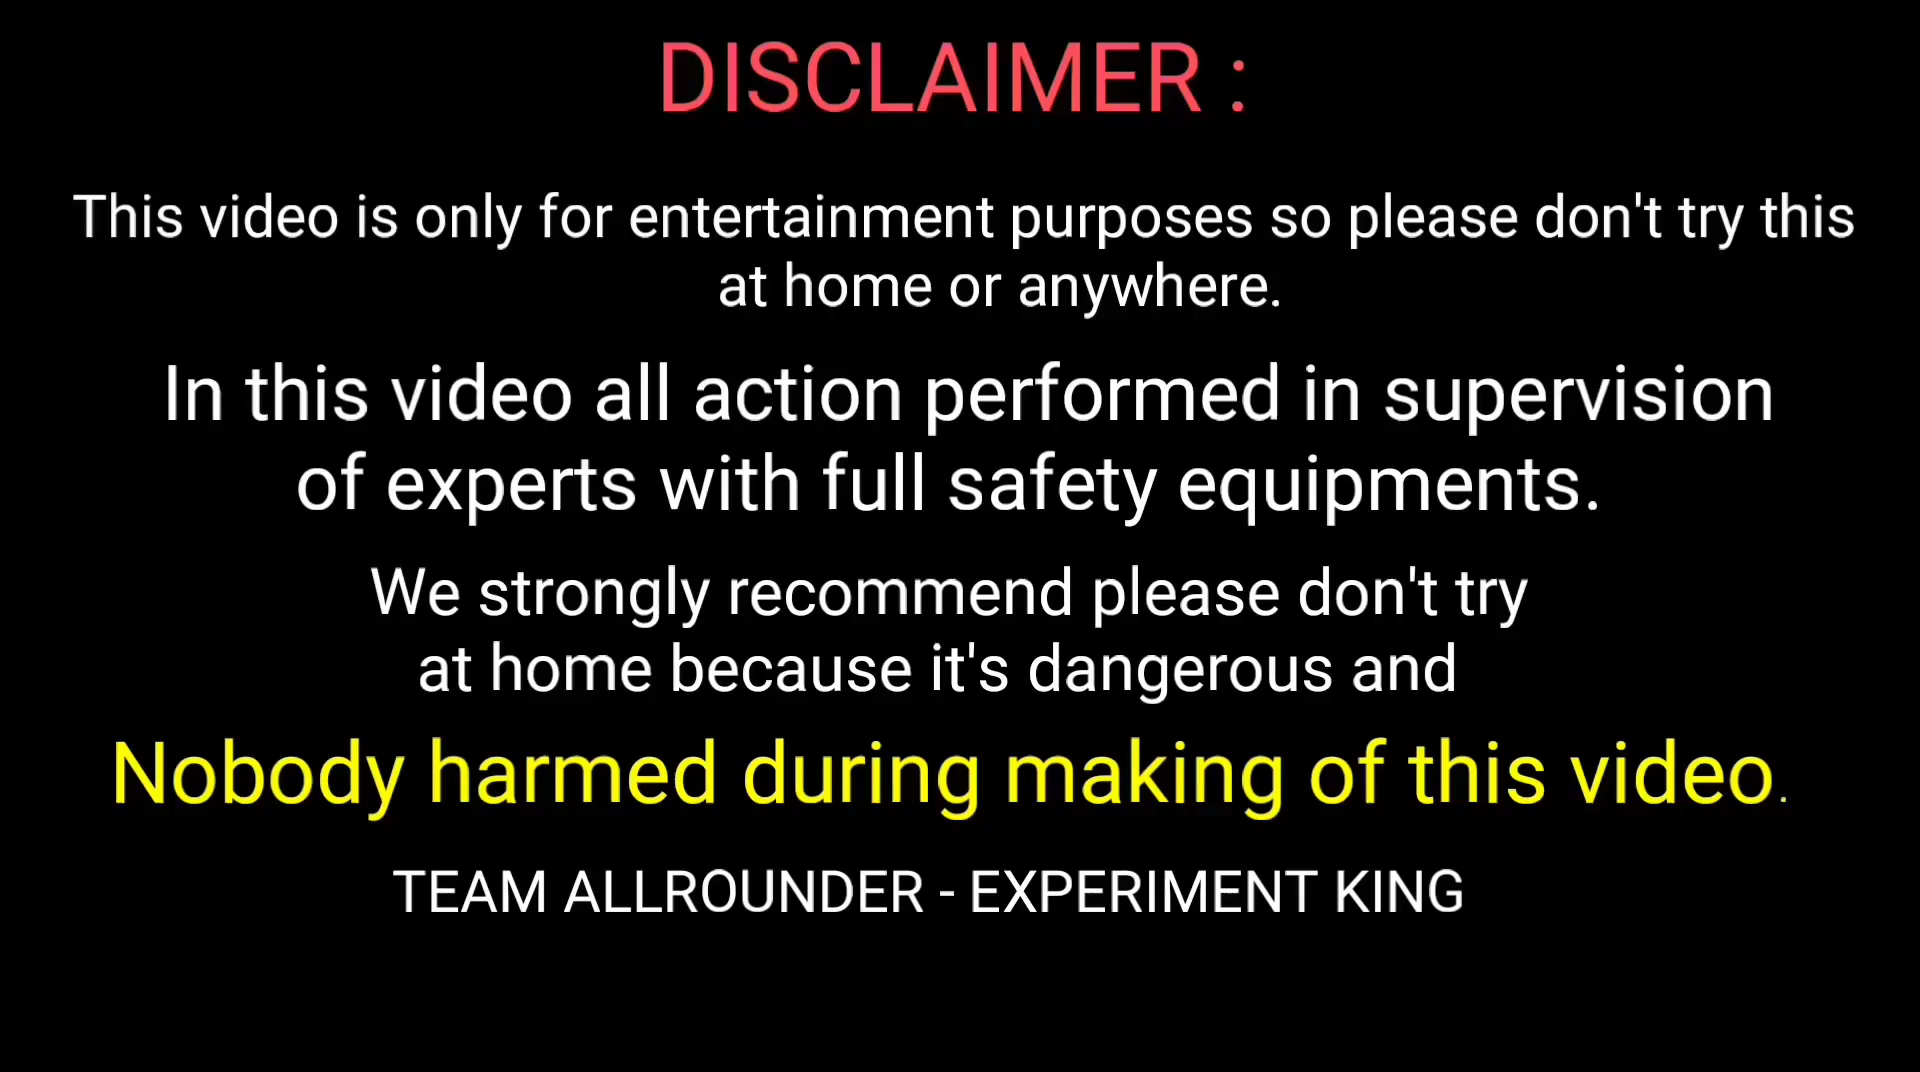 DISCLAIMER :
This video is only for entertainment purposes so please don't try this
at home or anywhere.
In this video all action performed in supervision
of experts with full safety equipments.
We strongly recommend please don't try
at home because it's dangerous and
Nobody harmed during making of this video.
TEAM ALLROUNDER - EXPERIMENT KING